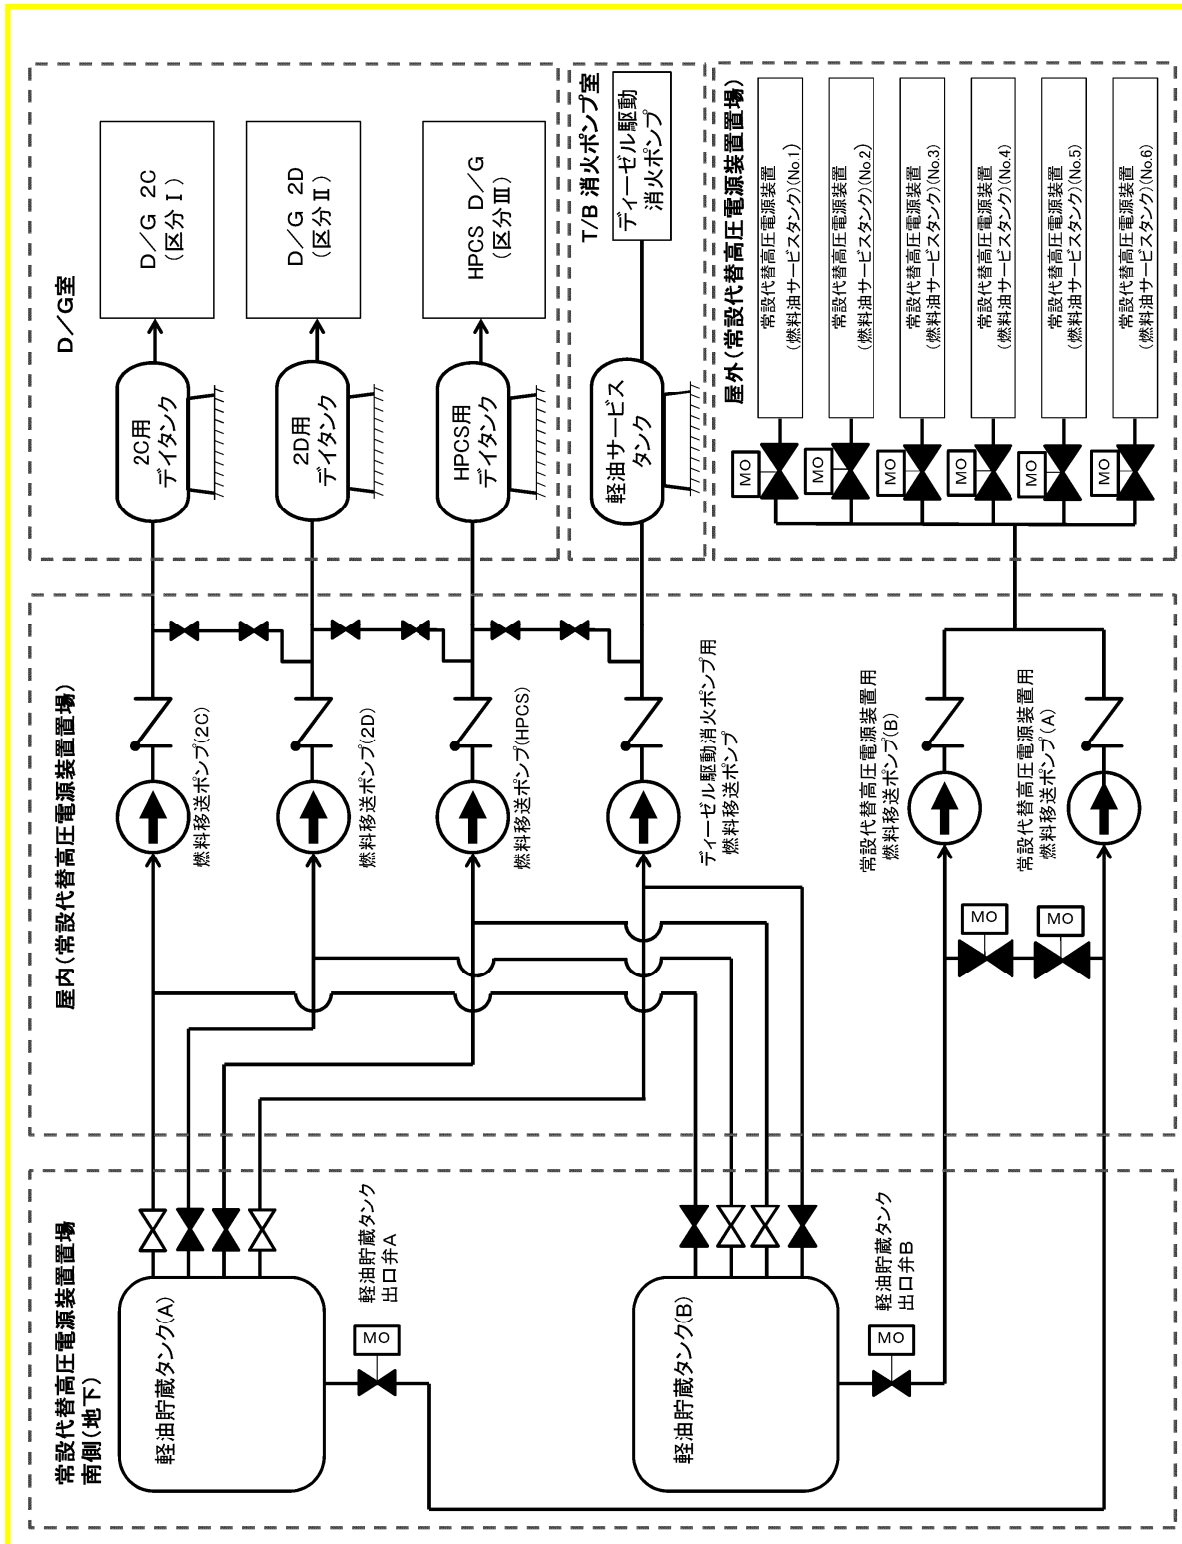 D/G室
D/G 2C
(区分Ⅰ)
D/G 2D
(区分Ⅱ)
HPCS D/G
(区分Ⅲ)
2C用
デイタンク
2D用
デイタンク
HPCS用
デイタンク
T/B 消火ポンプ室
ディーゼル駆動
消火ポンプ
軽油サービス
タンク
屋外(常設代替高圧電源装置置場)
常設代替高圧電源装置
(燃料油サービスタンク)(No.1)
常設代替高圧電源装置
(燃料油サービスタンク)(No.2)
常設代替高圧電源装置
(燃料油サービスタンク)(No.3)
常設代替高圧電源装置
(燃料油サービスタンク)(No.4)
常設代替高圧電源装置
(燃料油サービスタンク)(No.5)
常設代替高圧電源装置
(燃料油サービスタンク)(No.6)
MO
MO
MO
MO
MO
MO
屋内(常設代替高圧電源装置置場)
燃料移送ポンプ(2C)
燃料移送ポンプ(2D)
燃料移送ポンプ(HPCS)
ディーゼル駆動消火ポンプ用
燃料移送ポンプ
常設代替高圧電源装置用
燃料移送ポンプ(B)
常設代替高圧電源装置用
燃料移送ポンプ(A)
MO
MO
常設代替高圧電源装置置場
南側(地下)
軽油貯蔵タンク(A)
軽油貯蔵タンク
出口弁A
MO
軽油貯蔵タンク(B)
軽油貯蔵タンク
出口弁B
MO